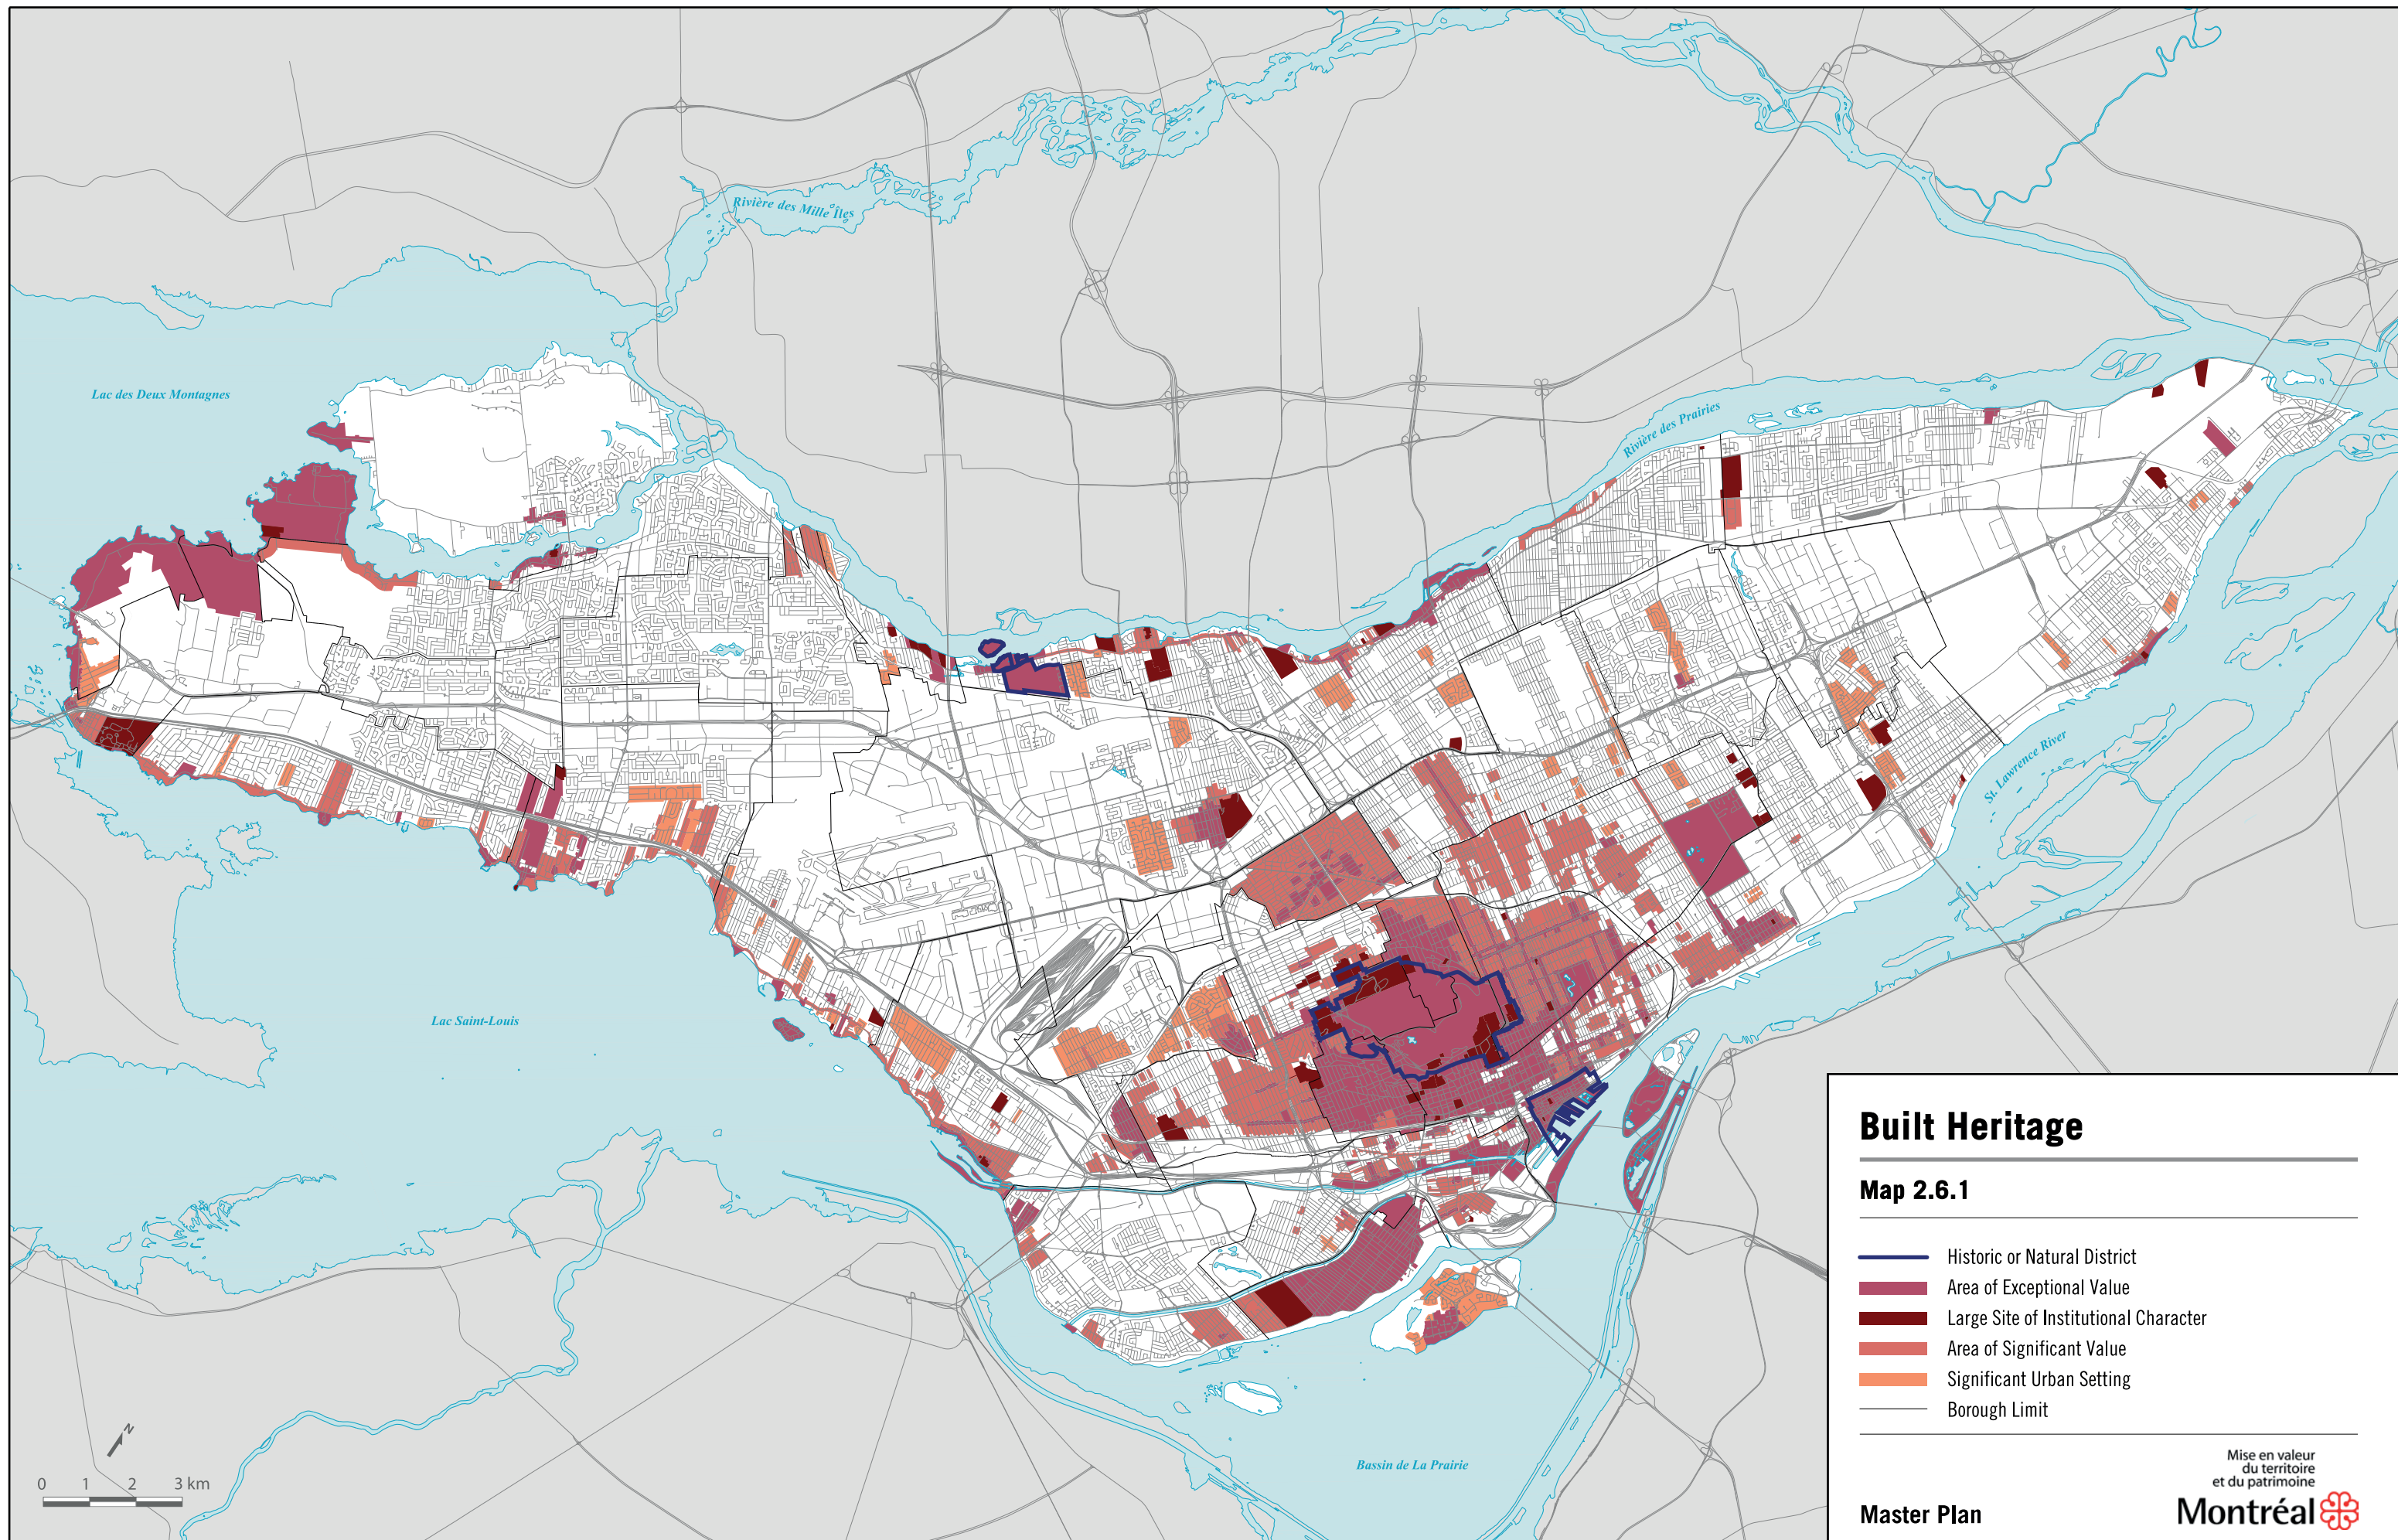 Rivière des Mille Îles
Lac des Deux Montagnes
Rivière des Prairies
St. Lawrence River
Lac Saint-Louis
Bassin de La Prairie
N
0 1 2 3 km
Built Heritage
Map 2.6.1
Historic or Natural District
Area of Exceptional Value
Large Site of Institutional Character
Area of Significant Value
Significant Urban Setting
Borough Limit
Mise en valeur
du territoire
et du patrimoine
Master Plan
Montréal